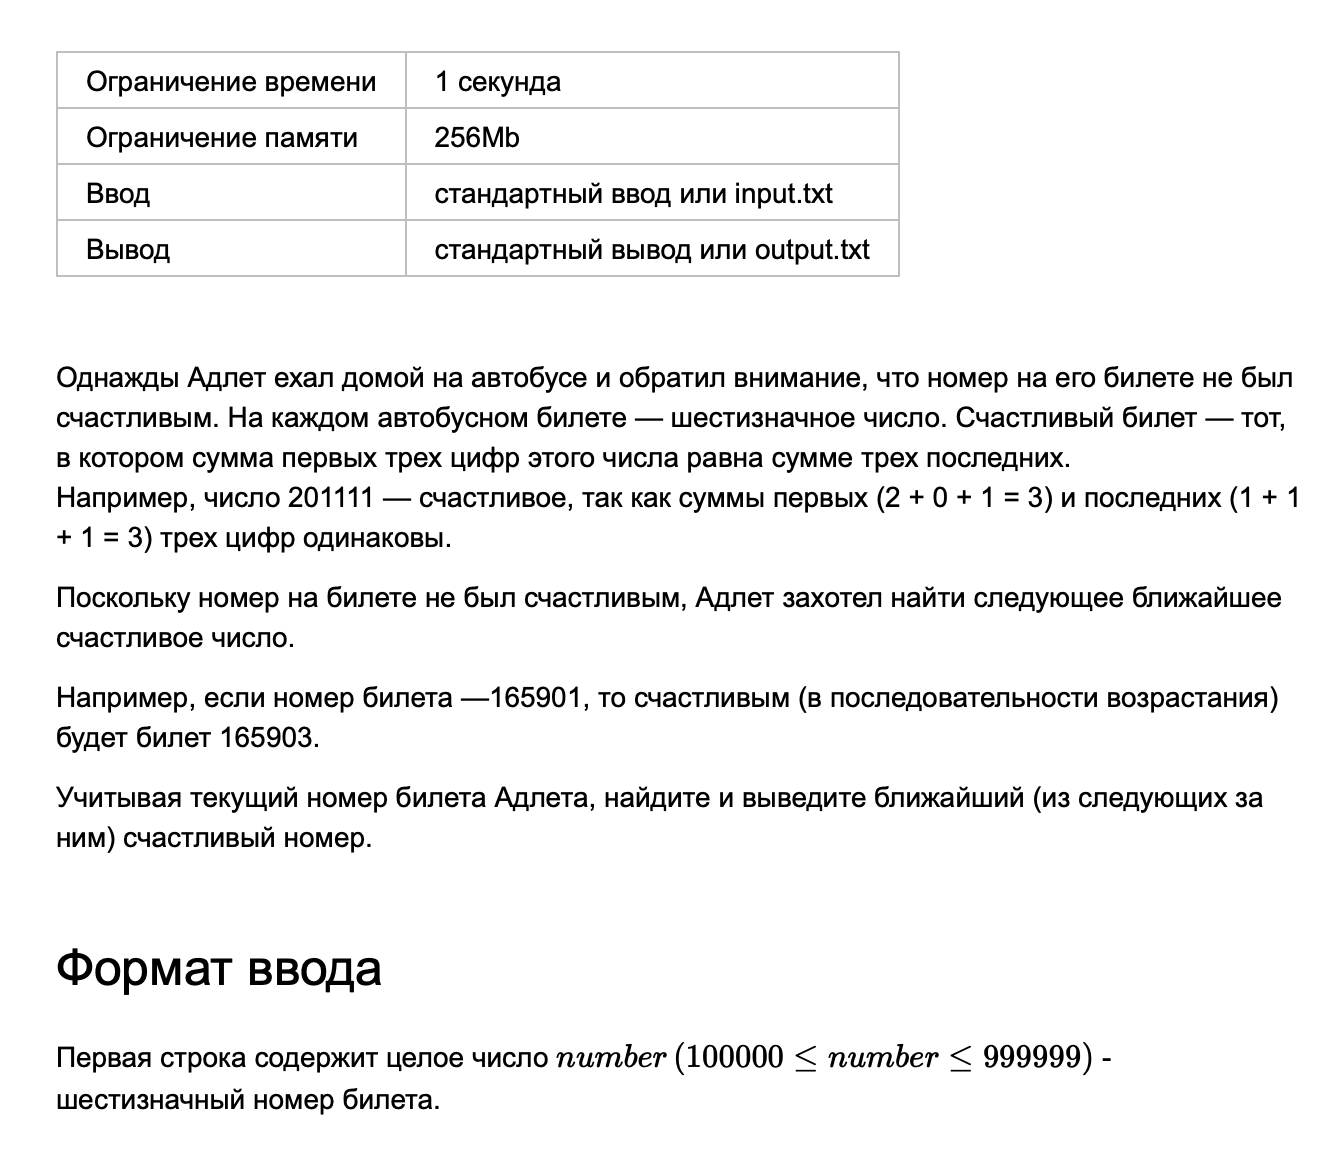 Ограничение времени 1 секунда
Ограничение памяти 256Mb
Ввод стандартный ввод или input.txt
Вывод стандартный вывод или output.txt
Однажды Адлет ехал домой на автобусе и обратил внимание, что номер на его билете не был
счастливым. На каждом автобусном билете — шестизначное число. Счастливый билет — тот,
в котором сумма первых трех цифр этого числа равна сумме трех последних.
Например, число 201111 — счастливое, так как суммы первых (2 + 0 + 1 = 3) и последних (1 + 1
+ 1 = 3) трех цифр одинаковы.
Поскольку номер на билете не был счастливым, Адлет захотел найти следующее ближайшее
счастливое число.
Например, если номер билета —165901, то счастливым (в последовательности возрастания)
будет билет 165903.
Учитывая текущий номер билета Адлета, найдите и выведите ближайший (из следующих за
ним) счастливый номер.
Формат ввода
Первая строка содержит целое число number (100000 ≤ number ≤ 999999) -
шестизначный номер билета.